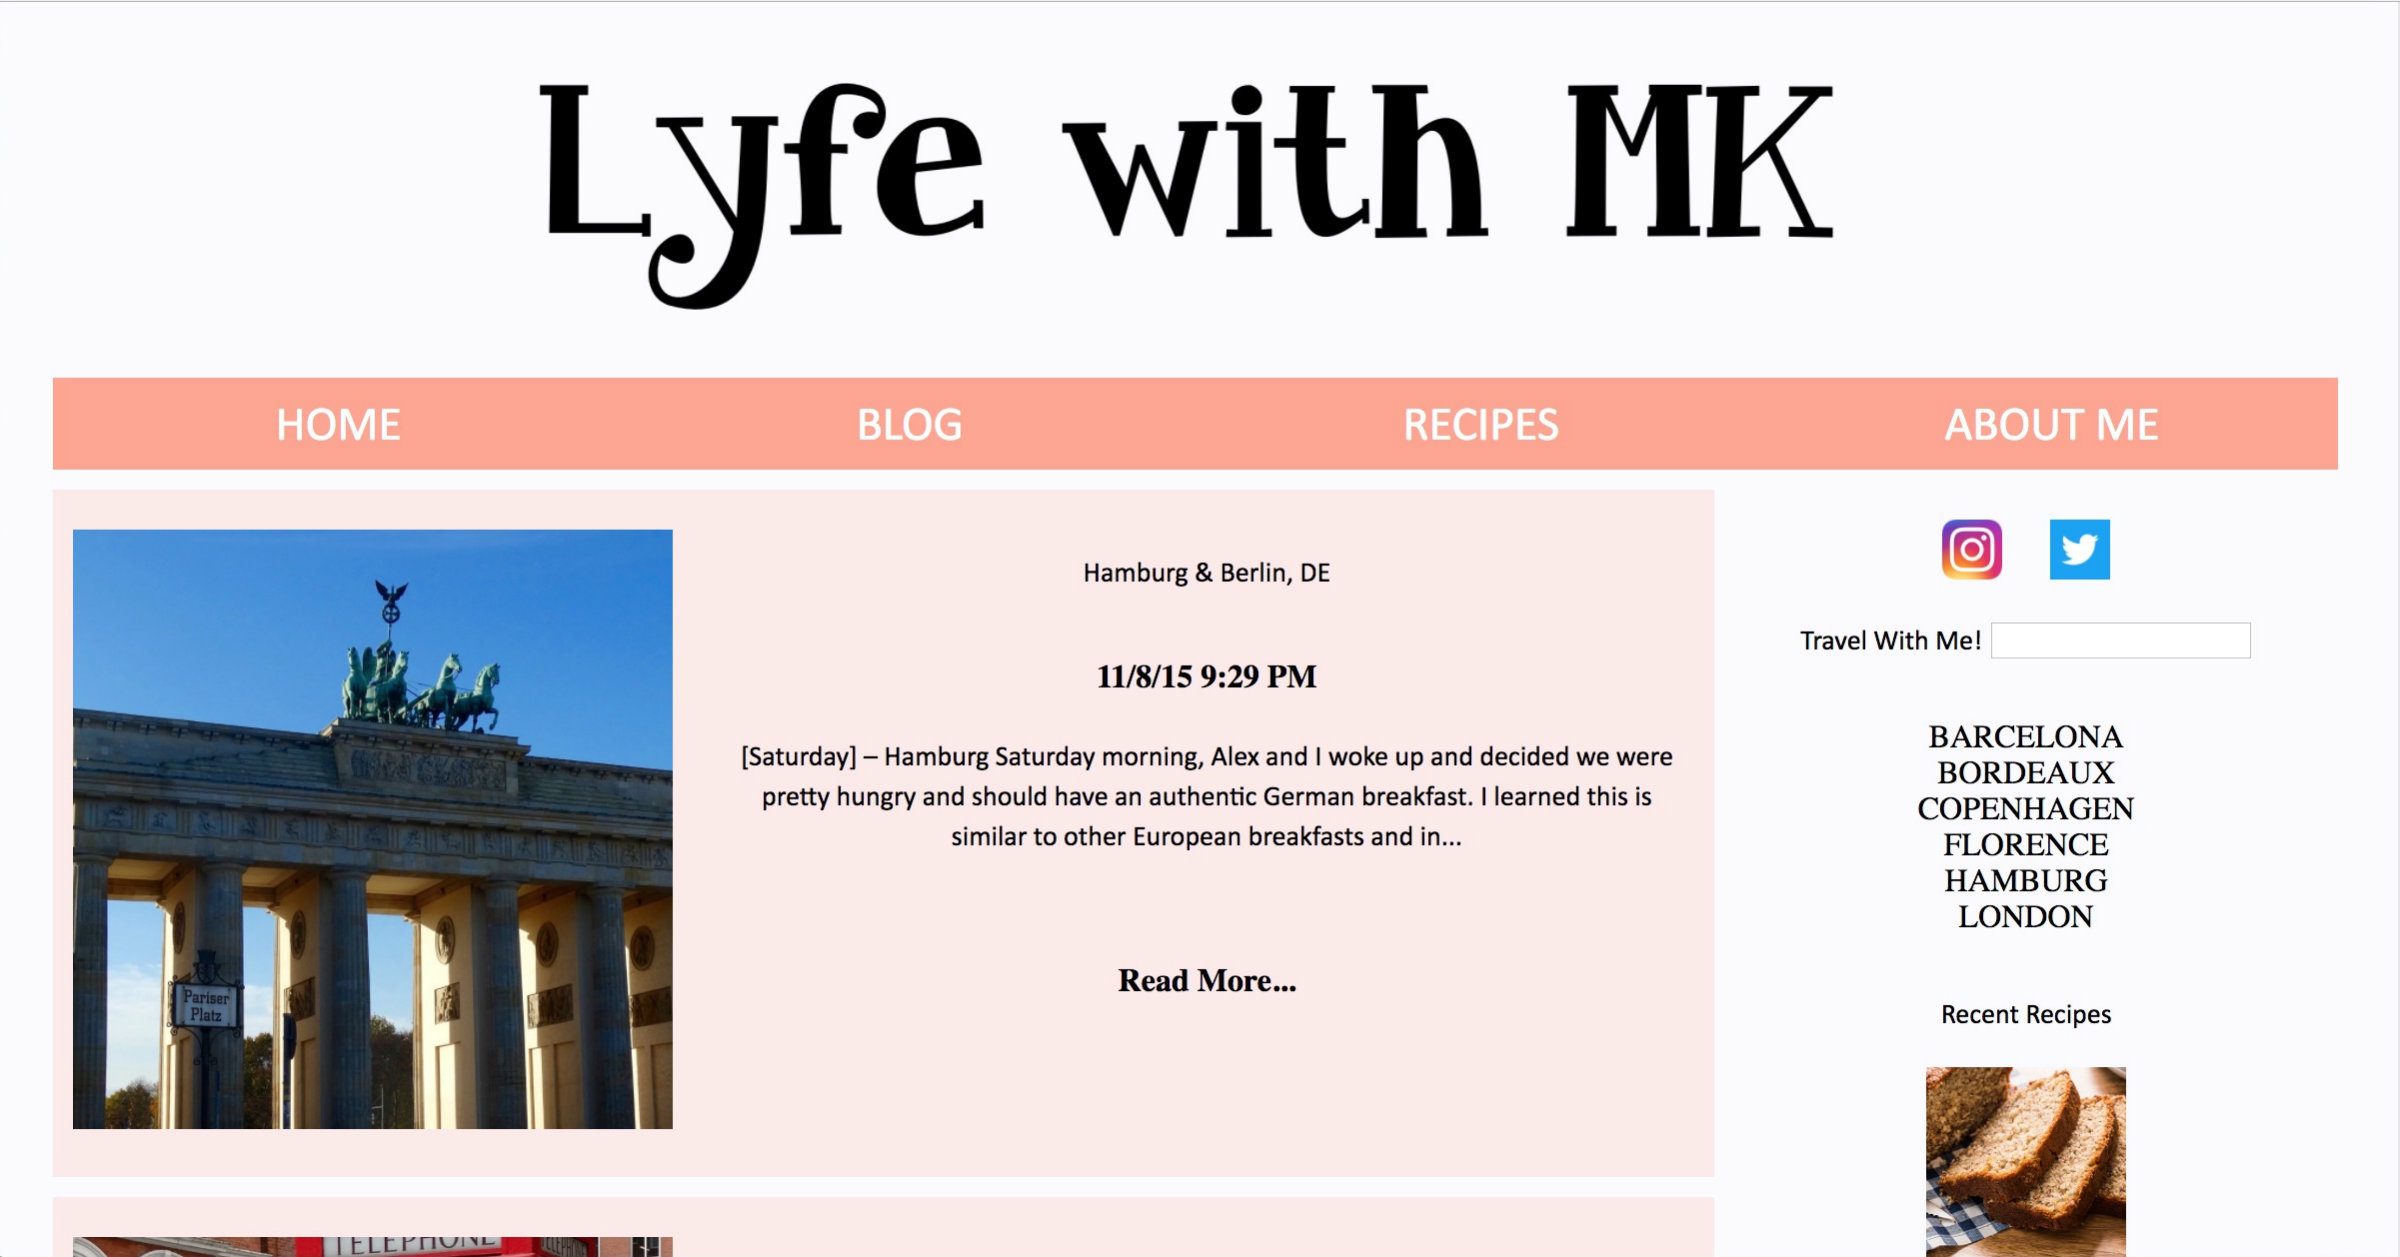 Lyfe with MK
HOME BLOG RECIPES ABOUT ME
Pariser
Platz
Hamburg & Berlin, DE
11/8/15 9:29 PM
[Saturday] – Hamburg Saturday morning, Alex and I woke up and decided we were
pretty hungry and should have an authentic German breakfast. I learned this is
similar to other European breakfasts and in...
Read More...
TELEPHONE
TELEPHONE
Travel With Me!
BARCELONA
BORDEAUX
COPENHAGEN
FLORENCE
HAMBURG
LONDON
Recent Recipes